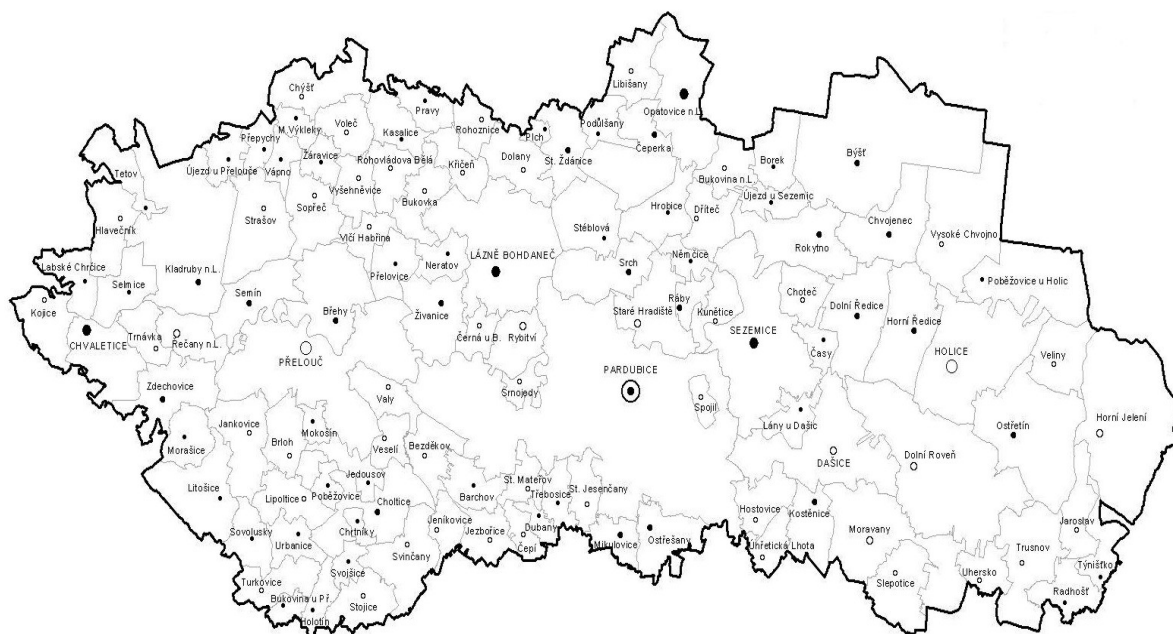 Chýšť
Libišany
Pravy
Opatovice n.L.
M.Výkleky
Voleč
Kasalice
Rohoznice
Plch
Podůlšany
Přepychy
Čeperka
Újezd u Přelouče
Vápno
Žáravice
Rohovládova Bělá
Křičeň
Dolany
St. Ždánice
Borek
Býšť
Bukovina n.L.
Tetov
Vyšehněvice
Sopřeč
Bukovka
Újezd u Sezemic
Hlavečník
Strašov
Vlčí Habřina
Stéblová
Hrobice
Dříteč
Rokytno
Chvojenec
Vysoké Chvojno
Labské Chrčice
Kladruby n.L.
Přelovice
Neratov
LÁZNĚ BOHDANEČ
Srch
Němčice
Selmice
Semín
Poběžovice u Holic
Kojice
Břehy
Živanice
Staré Hradiště
Ráby
Kunětice
Choteč
Dolní Ředice
Horní Ředice
CHVALETICE
Trnávka
Řečany n.L.
Černá u B.
Rybitví
SEZEMICE
Časy
HOLICE
Veliny
PŘELOUČ
PARDUBICE
Zdechovice
Valy
Srnojedy
Spojil
Lány u Dašic
Horní Jelení
Jankovice
Mokošín
Ostřetín
Morašice
Brloh
Veselí
Bezděkov
DAŠICE
Dolní Roveň
Litošice
Lipoltice
Poběžovice
Jedousov
Choltice
Barchov
St. Mateřov
Třebosice
St. Jesenčany
Sovolusky
Urbanice
Chrtníky
Jeníkovice
Jezbořice
Dubany
Čepí
Mikulovice
Ostřešany
Hostovice
Kostěnice
Moravany
Jaroslav
Svinčany
Úhřetická Lhota
Trusnov
Týnišťko
Turkovice
Svojšice
Slepotice
Uhersko
Radhošť
Bukovina u Př.
Holotín
Stojice